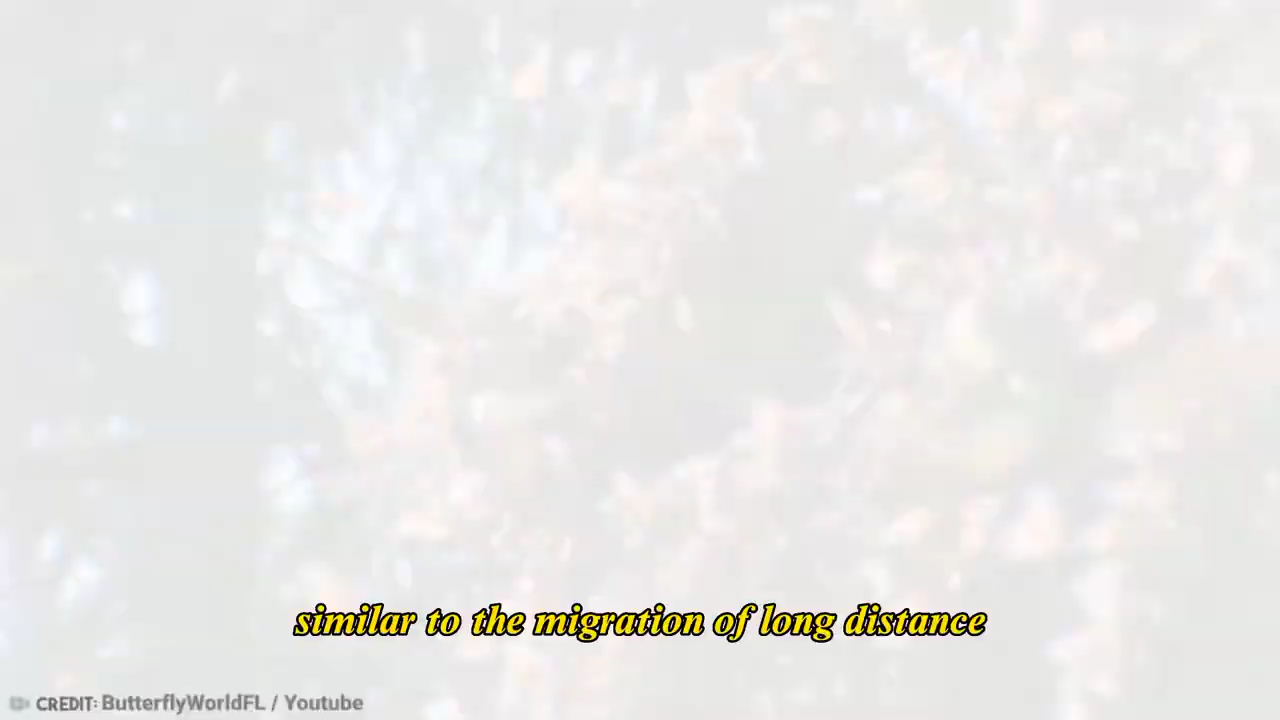 similar to the migration of long distance
CREDIT: ButterflyWorldFL / Youtube